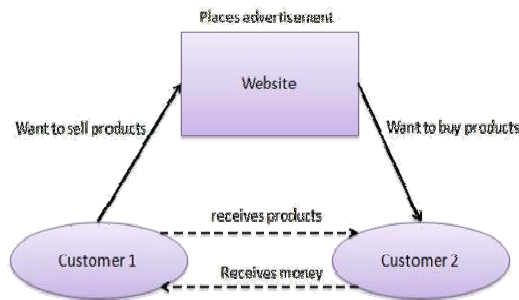 Places advertisement
Website
Want to sell products
Want to buy products
receives products
Customer 1
Customer 2
Receives money